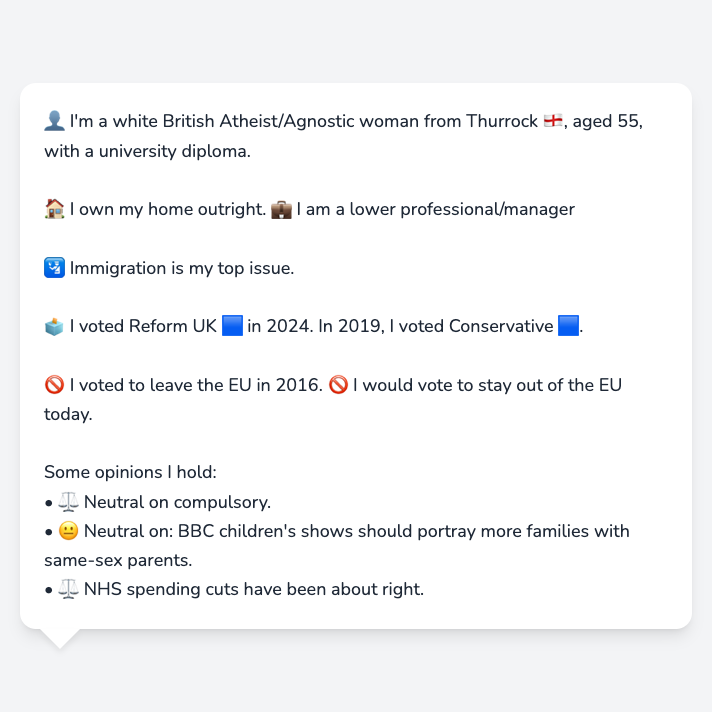 👤 I'm a white British Atheist/Agnostic woman from Thurrock 🏴󠁧󠁢󠁥󠁮󠁧󠁿, aged 55,
with a university diploma.
🏠 I own my home outright. 💼 I am a lower professional/manager
🛂 Immigration is my top issue.
🗳️ I voted Reform UK 🟦 in 2024. In 2019, I voted Conservative 🟦.
🚫 I voted to leave the EU in 2016. 🚫 I would vote to stay out of the EU
today.
Some opinions I hold:
• ⚖️ Neutral on compulsory.
• 😐 Neutral on: BBC children's shows should portray more families with
same-sex parents.
• ⚖️ NHS spending cuts have been about right.